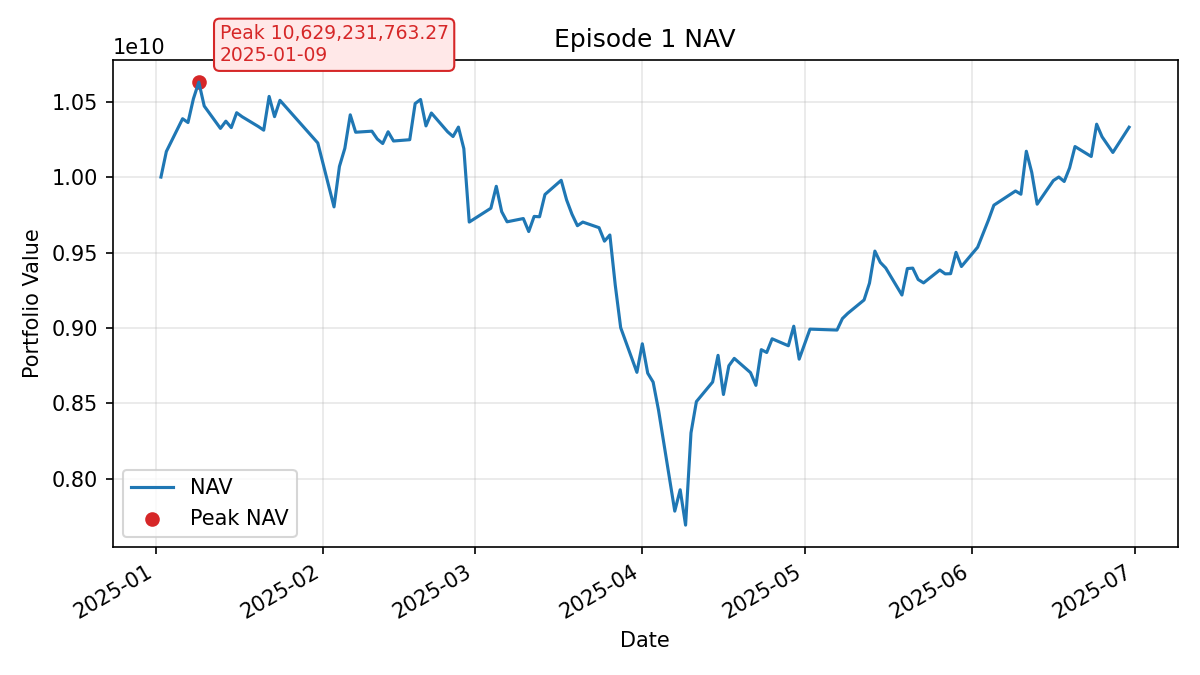 Peak 10,629,231,763.27
2025-01-09
Episode 1 NAV
1e10
1.05
1.00
0.95
0.90
0.85
0.80
Portfolio Value
NAV
Peak NAV
2025-01
2025-02
2025-03
2025-04
2025-05
2025-06
2025-07
Date